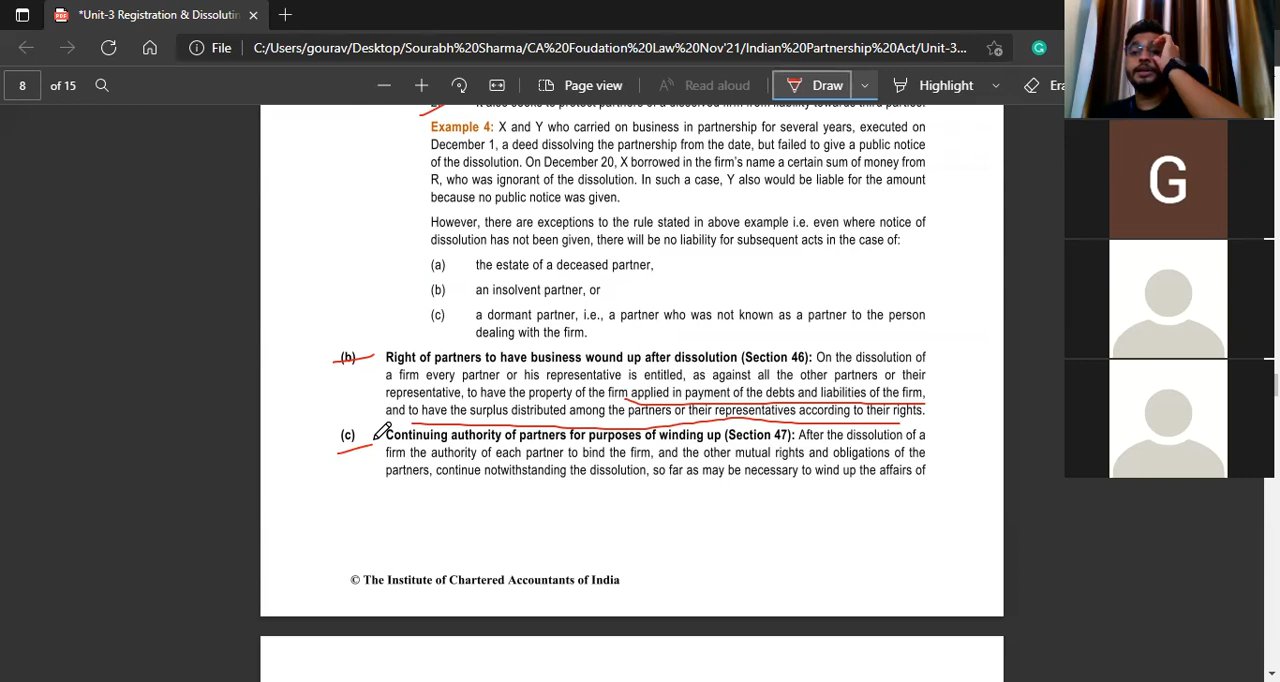 *Unit-3 Registration & Dissolutin
File
C:/Users/gourav/Desktop/Sourabh%20Sharma/CA%20Foudation%20Law%20Nov'21/Indian%20Partnership%20Act/Unit-3...
8 of 15
Page view
Read aloud
Draw
Highlight
Era
Example 4: X and Y who carried on business in partnership for several years, executed on
December 1, a deed dissolving the partnership from the date, but failed to give a public notice
of the dissolution. On December 20, X borrowed in the firm's name a certain sum of money from
R, who was ignorant of the dissolution. In such a case, Y also would be liable for the amount
because no public notice was given.
However, there are exceptions to the rule stated in above example i.e. even where notice of
dissolution has not been given, there will be no liability for subsequent acts in the case of:
(a) the estate of a deceased partner,
(b) an insolvent partner, or
(c) a dormant partner, i.e., a partner who was not known as a partner to the person
dealing with the firm.
(b) Right of partners to have business wound up after dissolution (Section 46): On the dissolution of
a firm every partner or his representative is entitled, as against all the other partners or their
representative, to have the property of the firm applied in payment of the debts and liabilities of the firm,
and to have the surplus distributed among the partners or their representatives according to their rights.
(c) Continuing authority of partners for purposes of winding up (Section 47): After the dissolution of a
firm the authority of each partner to bind the firm, and the other mutual rights and obligations of the
partners, continue notwithstanding the dissolution, so far as may be necessary to wind up the affairs of
© The Institute of Chartered Accountants of India
G